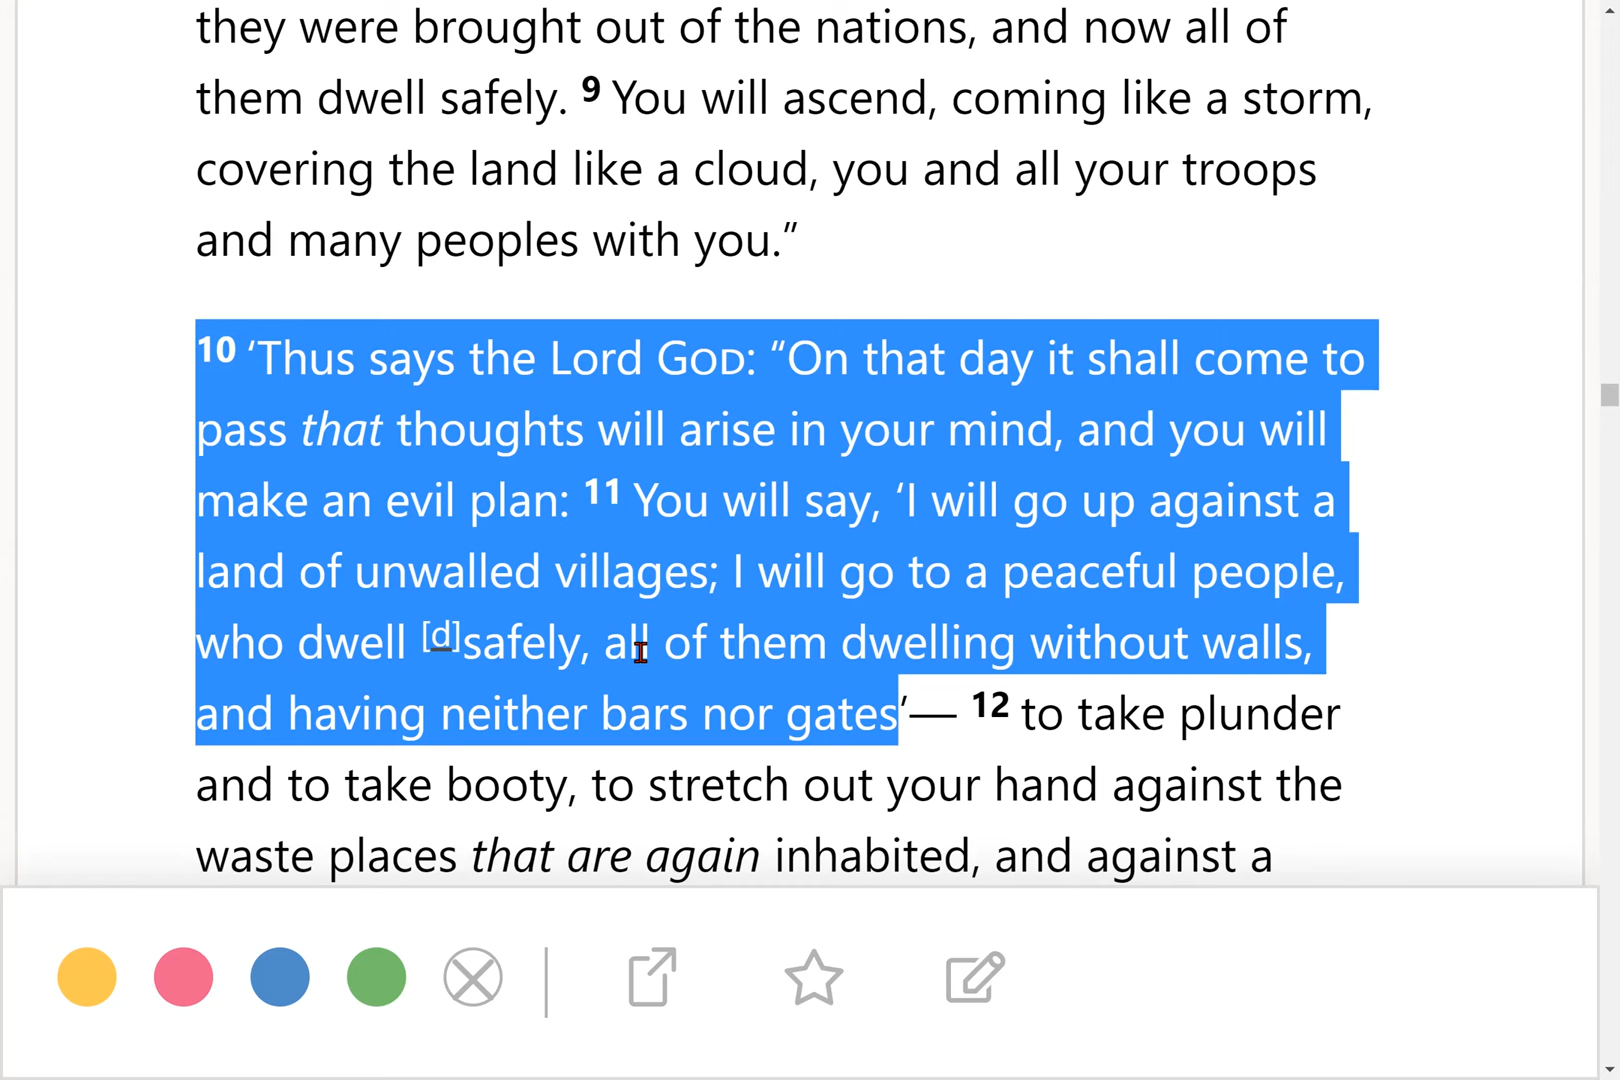 they were brought out of the nations, and now all of
them dwell safely. 9 You will ascend, coming like a storm,
covering the land like a cloud, you and all your troops
and many peoples with you.”
10 ‘Thus says the Lord GOD: “On that day it shall come to
pass that thoughts will arise in your mind, and you will
make an evil plan: 11 You will say, ‘I will go up against a
land of unwalled villages; I will go to a peaceful people,
who dwell [d]safely, all of them dwelling without walls,
and having neither bars nor gates’— 12 to take plunder
and to take booty, to stretch out your hand against the
waste places that are again inhabited, and against a